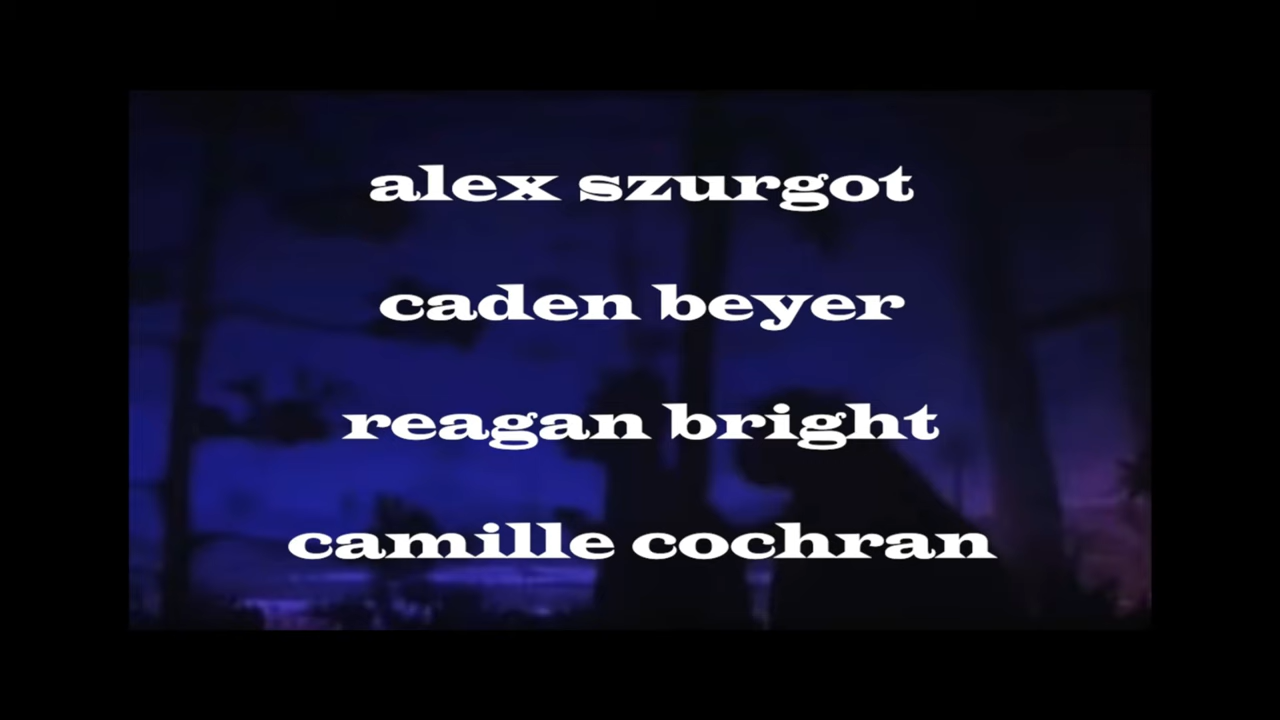 alex szurgot
caden beyer
reagan bright
camille cochran